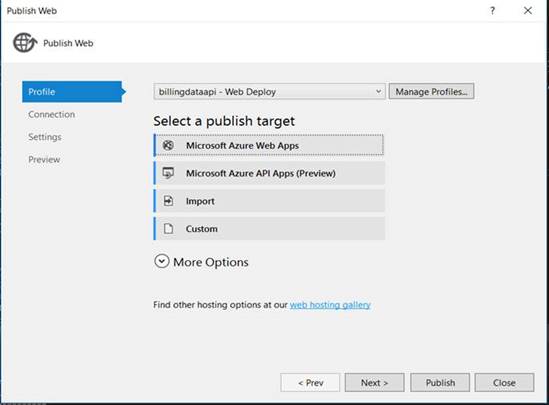 Publish Web
? ×
Publish Web
Profile
Connection
Settings
Preview
billingdataapi - Web Deploy
Manage Profiles...
Select a publish target
Microsoft Azure Web Apps
Microsoft Azure API Apps (Preview)
Import
Custom
More Options
Find other hosting options at our web hosting gallery
< Prev
Next >
Publish
Close